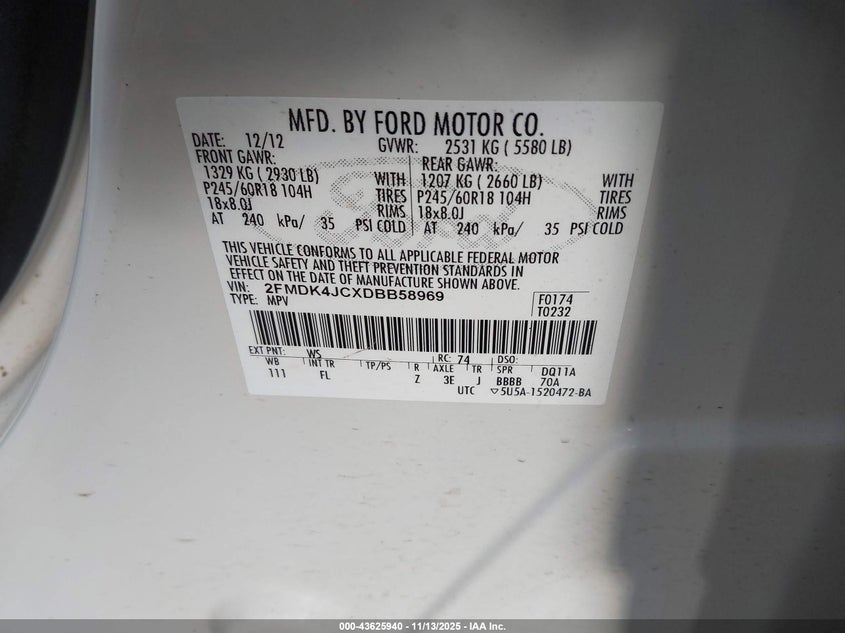 MFD. BY FORD MOTOR CO.
DATE: 12/12 GVWR: 2531 KG ( 5580 LB)
FRONT GAWR: REAR GAWR:
1329 KG ( 2930 LB) WITH 1207 KG ( 2660 LB) WITH
P245/60R18 104H TIRES P245/60R18 104H TIRES
18x8.0J RIMS 18x8.0J RIMS
AT 240 kPa/ 35 PSI COLD AT 240 kPa/ 35 PSI COLD
THIS VEHICLE CONFORMS TO ALL APPLICABLE FEDERAL MOTOR
VEHICLE SAFETY AND THEFT PREVENTION STANDARDS IN
EFFECT ON THE DATE OF MANUFACTURE SHOWN ABOVE.
VIN: 2FMDK4JCXDBB58969 F0174
TYPE: MPV T0232
EXT PNT: WS RC: 74 DSO:
WB INT TR TP/PS R AXLE TR SPR DQ11A
111 FL Z 3E J BBBB 70A
UTC ▽5U5A-1520472-BA
Ford
000-43625940 - 11/13/2025 - IAA Inc.